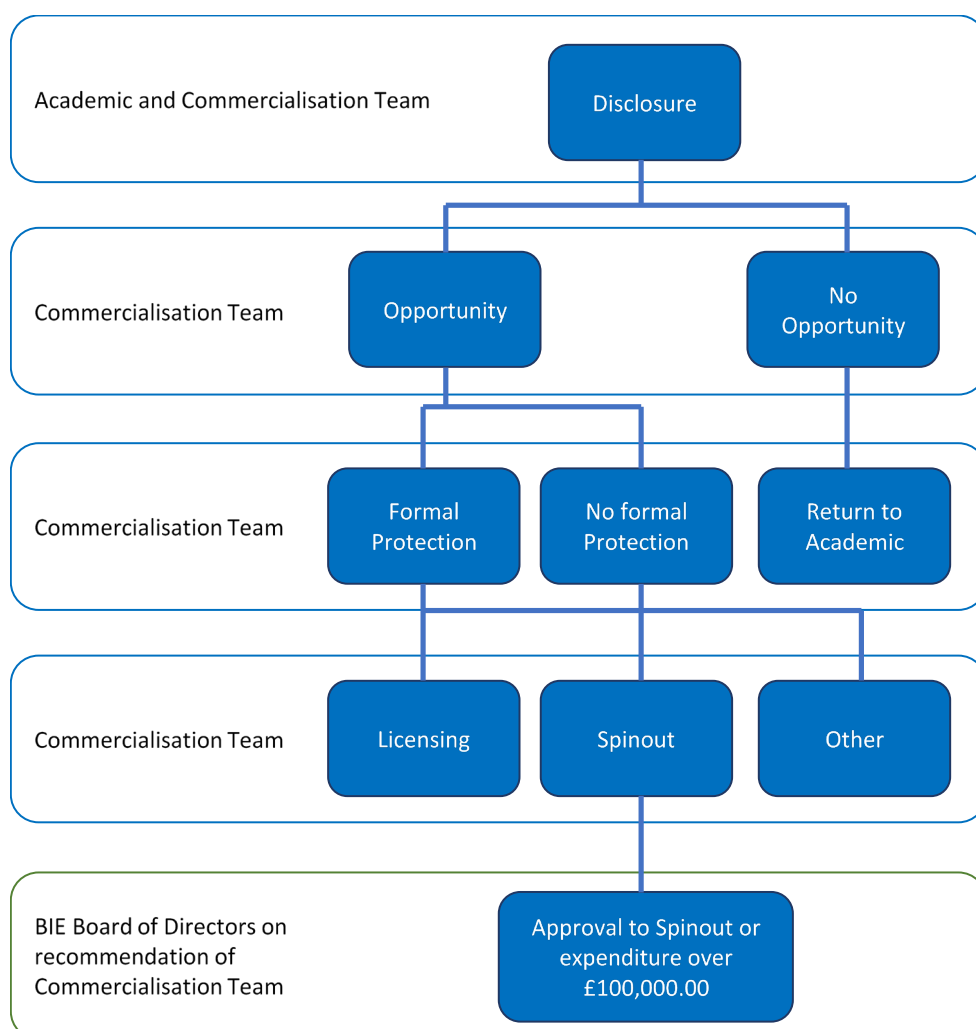 Academic and Commercialisation Team
Disclosure
Commercialisation Team
Opportunity
No
Opportunity
Commercialisation Team
Formal
Protection
No formal
Protection
Return to
Academic
Commercialisation Team
Licensing
Spinout
Other
BIE Board of Directors on
recommendation of
Commercialisation Team
Approval to Spinout or
expenditure over
£100,000.00